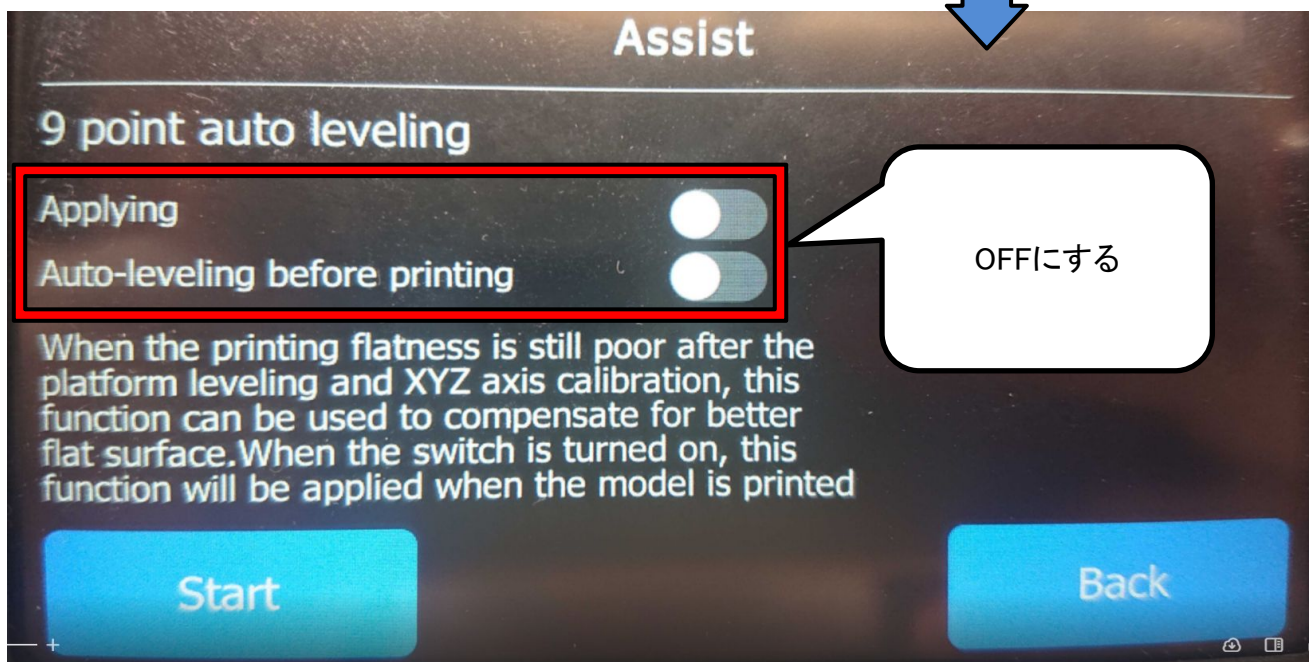 Assist
9 point auto leveling
Applying
Auto-leveling before printing
OFFにする
When the printing flatness is still poor after the
platform leveling and XYZ axis calibration, this
function can be used to compensate for better
flat surface.When the switch is turned on, this
function will be applied when the model is printed
Start
Back